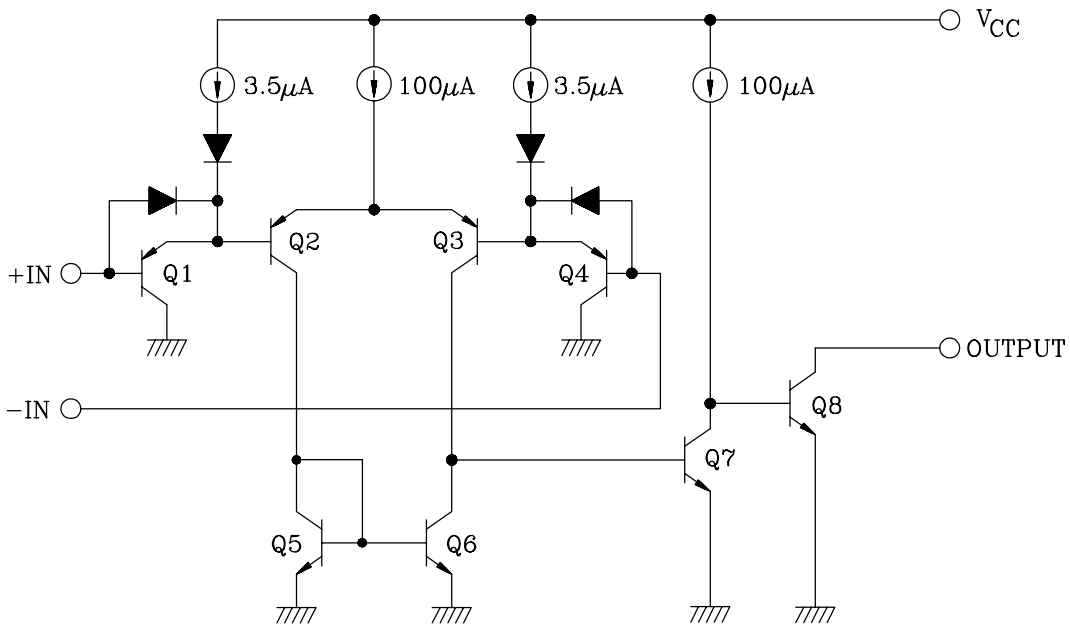 V_CC
3.5μA
100μA
3.5μA
100μA
Q2
Q3
+IN
Q1
Q4
OUTPUT
-IN
Q8
Q7
Q5
Q6